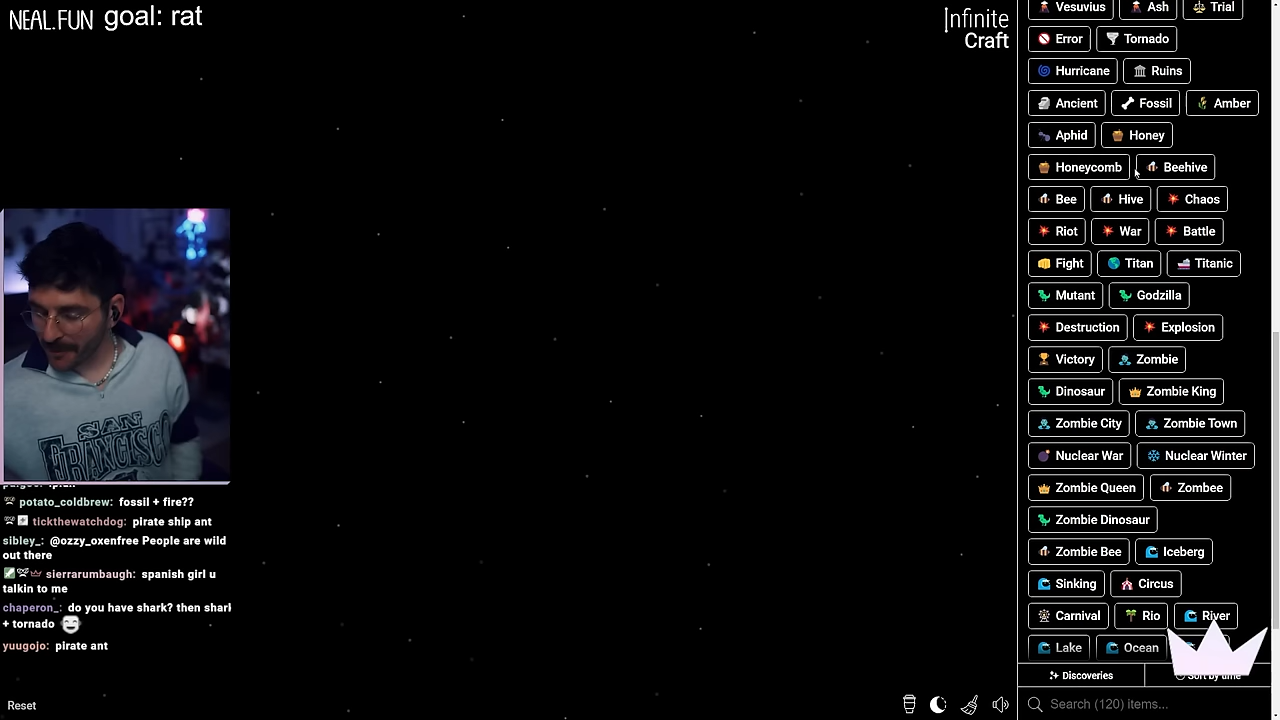 NEAL.FUN goal: rat
Infinite
Craft
Vesuvius Ash Trial
Error Tornado
Hurricane Ruins
Ancient Fossil Amber
Aphid Honey
Honeycomb Beehive
Bee Hive Chaos
Riot War Battle
Fight Titan Titanic
Mutant Godzilla
Destruction Explosion
Victory Zombie
Dinosaur Zombie King
Zombie City Zombie Town
Nuclear War Nuclear Winter
Zombie Queen Zombee
Zombie Dinosaur
Zombie Bee Iceberg
Sinking Circus
Carnival Rio River
Lake Ocean
Discoveries Sort by time
Search (120) items...
SAN
FRANCISCO
potato_coldbrew: fossil + fire??
tickthewatchdog: pirate ship ant
sibley_: @ozzy_oxenfree People are wild
out there
sierrarumbaugh: spanish girl u
talkin to me
chaperon_: do you have shark? then shark
+ tornado
yuugojo: pirate ant
Reset